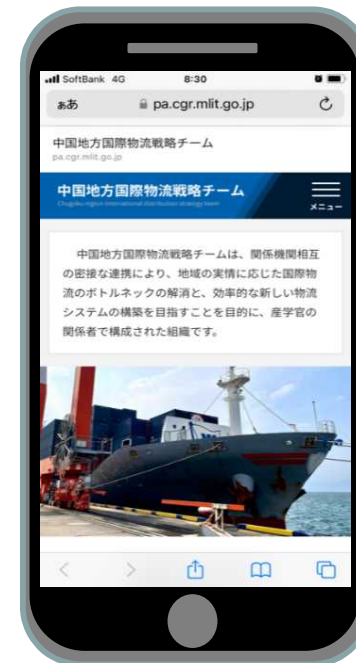 SoftBank 4G 8:30
ぁあ pa.cgr.mlit.go.jp
中国地方国際物流戦略チーム
pa.cgr.mlit.go.jp
中国地方国際物流戦略チーム
Chugoku region international distribution strategy team
メニュー
中国地方国際物流戦略チームは、関係機関相互
の密接な連携により、地域の実情に応じた国際物
流のボトルネックの解消と、効率的な新しい物流
システムの構築を目指すことを目的に、産学官の
関係者で構成された組織です。